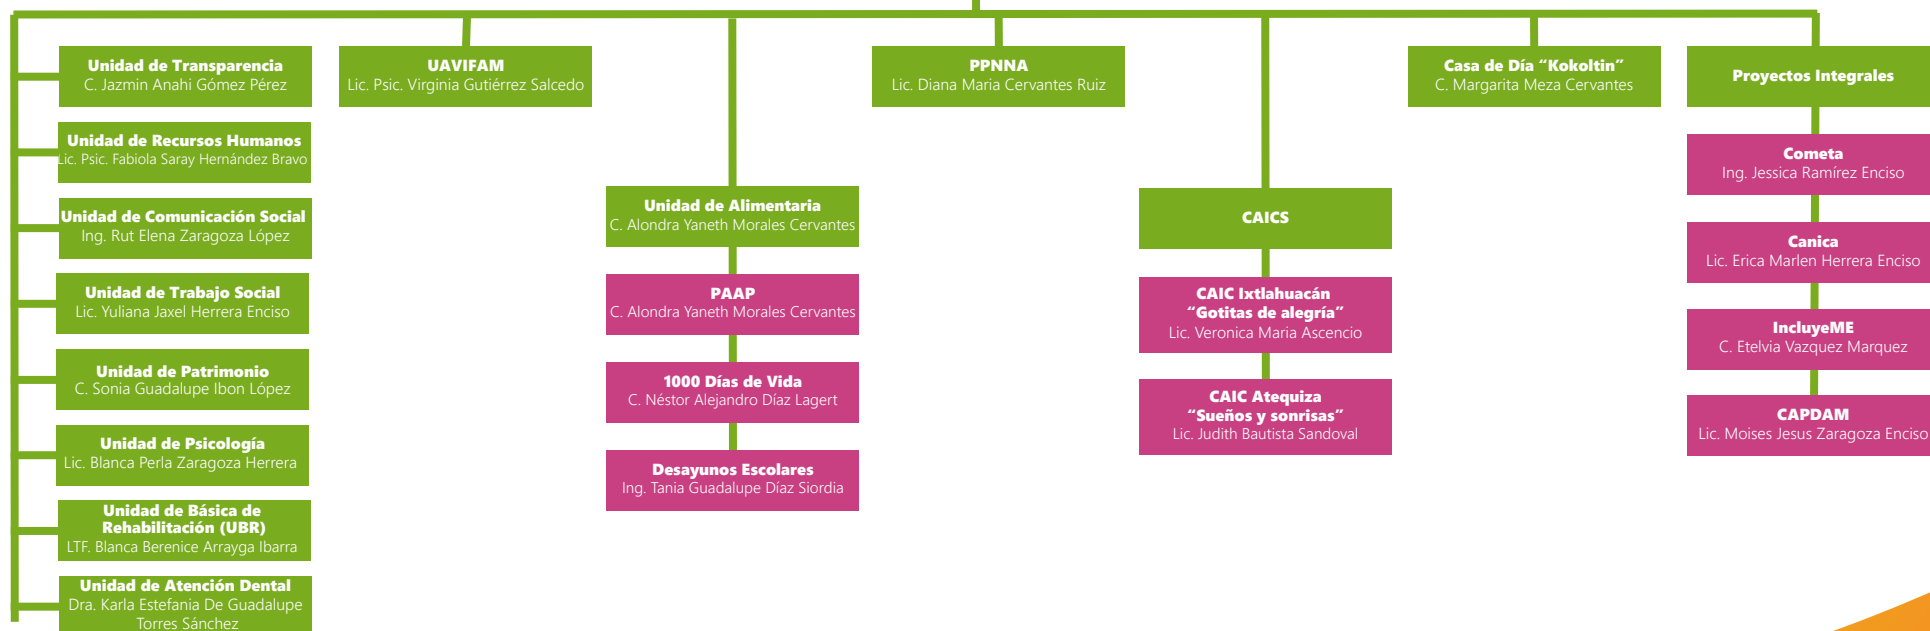 Unidad de Transparencia
C. Jazmin Anahi Gómez Pérez
Unidad de Recursos Humanos
Lic. Psic. Fabiola Saray Hernández Bravo
Unidad de Comunicación Social
Ing. Rut Elena Zaragoza López
Unidad de Trabajo Social
Lic. Yuliana Jaxel Herrera Enciso
Unidad de Patrimonio
C. Sonia Guadalupe Ibon López
Unidad de Psicología
Lic. Blanca Perla Zaragoza Herrera
Unidad de Básica de
Rehabilitación (UBR)
LTF. Blanca Berenice Arrayga Ibarra
Unidad de Atención Dental
Dra. Karla Estefania De Guadalupe
Torres Sánchez
UAVIFAM
Lic. Psic. Virginia Gutiérrez Salcedo
Unidad de Alimentaria
C. Alondra Yaneth Morales Cervantes
PAAP
C. Alondra Yaneth Morales Cervantes
1000 Días de Vida
C. Néstor Alejandro Díaz Lagert
Desayunos Escolares
Ing. Tania Guadalupe Díaz Siordia
PPNNA
Lic. Diana Maria Cervantes Ruiz
CAICS
CAIC Ixtlahuacán
“Gotitas de alegría”
Lic. Veronica Maria Ascencio
CAIC Atequiza
“Sueños y sonrisas”
Lic. Judith Bautista Sandoval
Casa de Día “Kokoltin”
C. Margarita Meza Cervantes
Proyectos Integrales
Cometa
Ing. Jessica Ramírez Enciso
Canica
Lic. Erica Marlen Herrera Enciso
IncluyeME
C. Etelvia Vazquez Marquez
CAPDAM
Lic. Moises Jesus Zaragoza Enciso